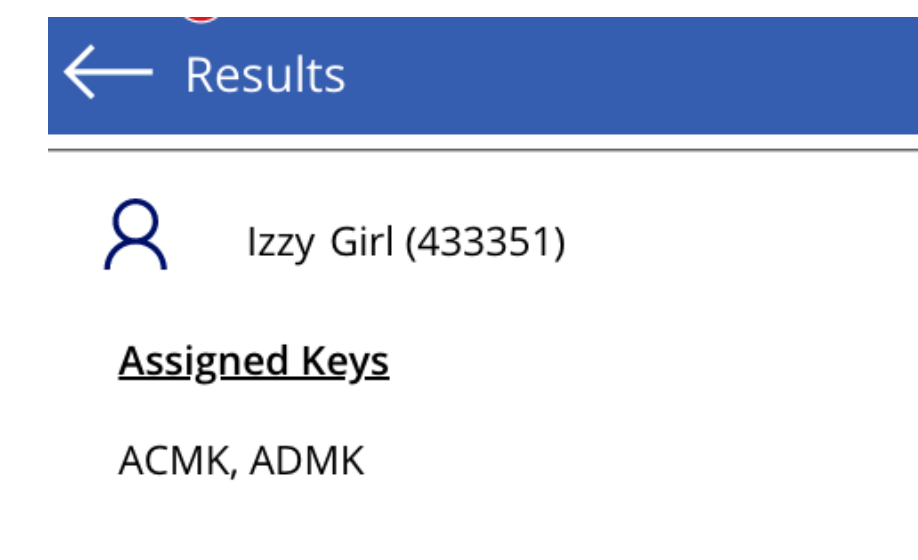 Results
Izzy Girl (433351)
Assigned Keys
ACMK, ADMK